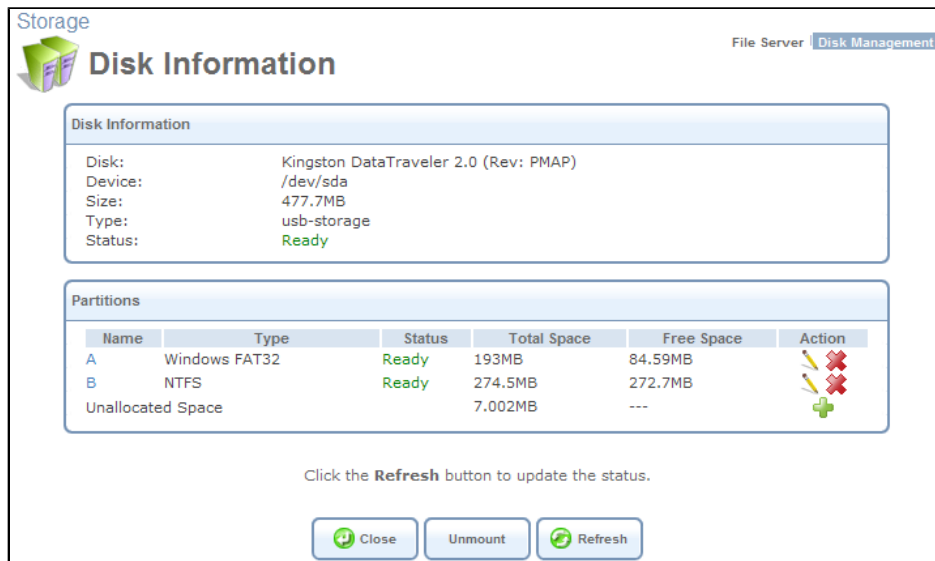 Storage
File Server | Disk Management
Disk Information
Disk Information
Disk: Kingston DataTraveler 2.0 (Rev: PMAP)
Device: /dev/sda
Size: 477.7MB
Type: usb-storage
Status: Ready
Partitions
Name Type Status Total Space Free Space Action
A Windows FAT32 Ready 193MB 84.59MB
B NTFS Ready 274.5MB 272.7MB
Unallocated Space 7.002MB ---
Click the Refresh button to update the status.
Close Unmount Refresh